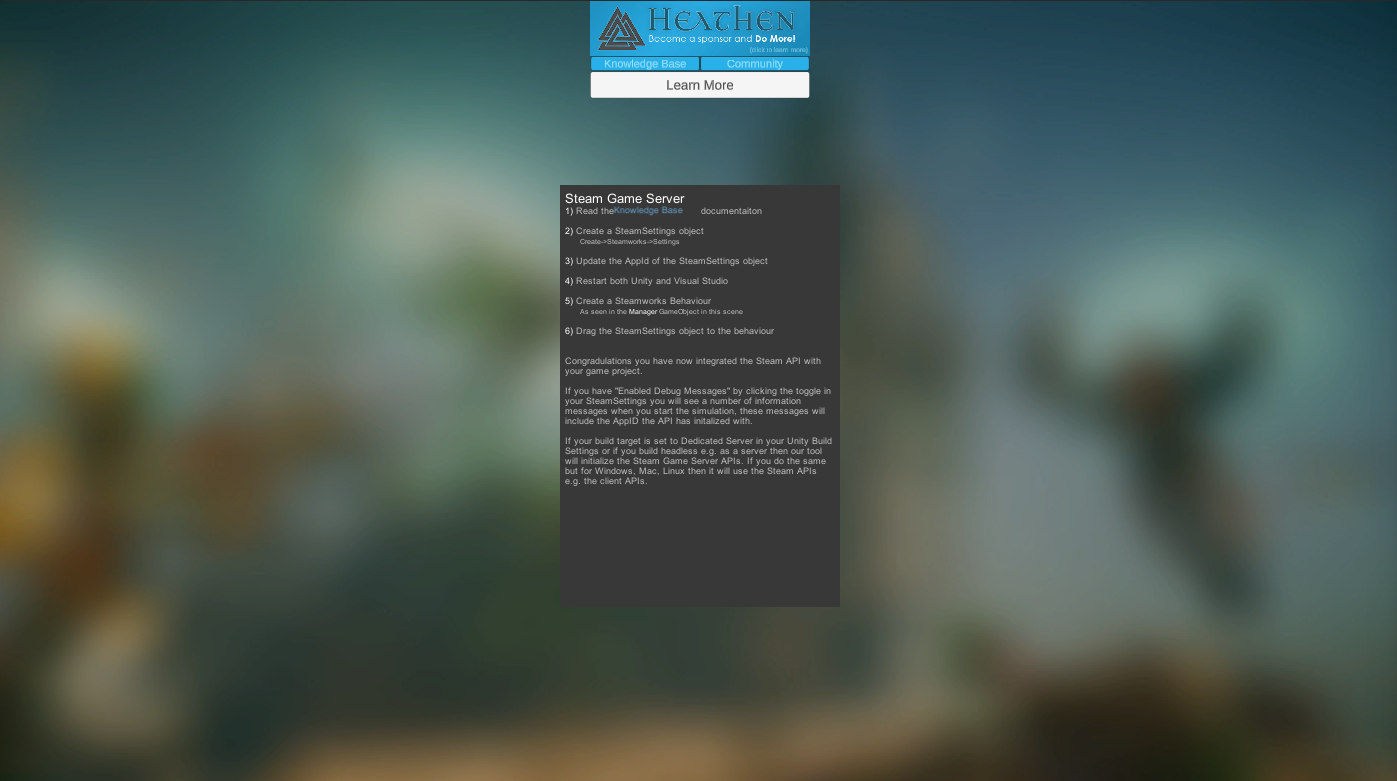 HEATHEN
Become a sponsor and Do More!
(click to learn more)
Knowledge Base
Community
Learn More
Steam Game Server
1) Read the Knowledge Base documentaiton
2) Create a SteamSettings object
Create->Steamworks->Settings
3) Update the AppId of the SteamSettings object
4) Restart both Unity and Visual Studio
5) Create a Steamworks Behaviour
As seen in the Manager GameObject in this scene
6) Drag the SteamSettings object to the behaviour
Congradulations you have now integrated the Steam API with
your game project.
If you have "Enabled Debug Messages" by clicking the toggle in
your SteamSettings you will see a number of information
messages when you start the simulation, these messages will
include the AppID the API has initalized with.
If your build target is set to Dedicated Server in your Unity Build
Settings or if you build headless e.g. as a server then our tool
will initialize the Steam Game Server APIs. If you do the same
but for Windows, Mac, Linux then it will use the Steam APIs
e.g. the client APIs.